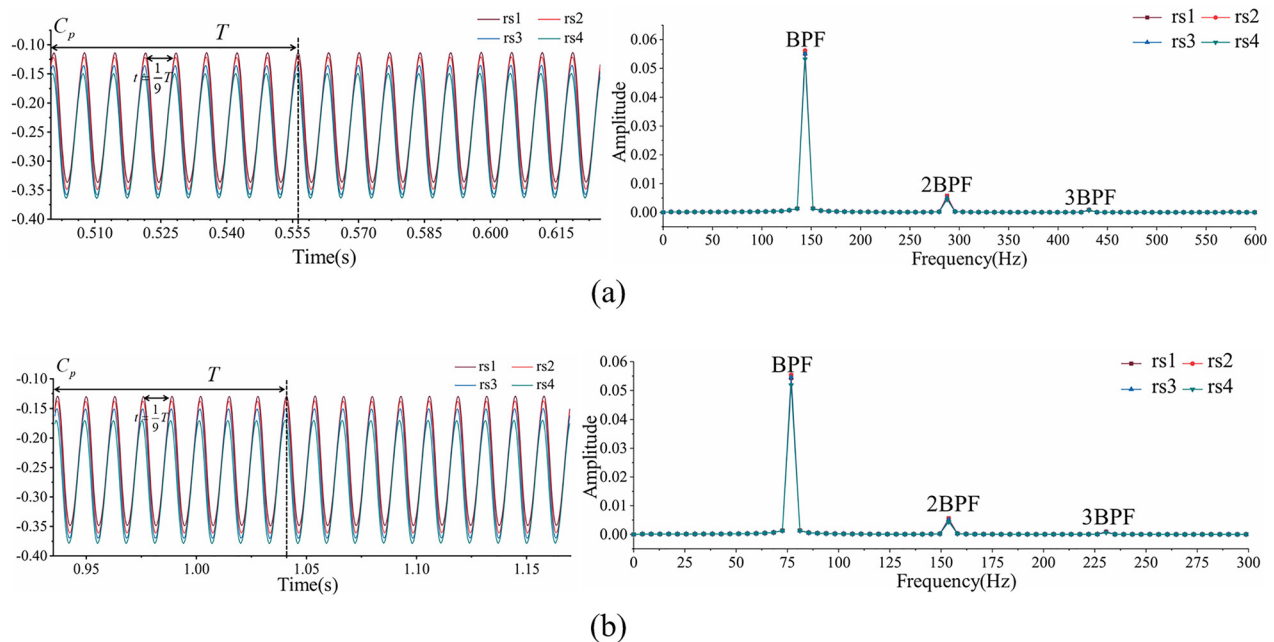 C_p T rs1 rs2
rs3 rs4
-0.10
t = 1/9 T
-0.15
-0.20
-0.25
-0.30
-0.35
-0.40
0.510 0.525 0.540 0.555 0.570 0.585 0.600 0.615
Time(s)
rs1 rs2
rs3 rs4
BPF
2BPF
3BPF
Amplitude
0.06
0.05
0.04
0.03
0.02
0.01
0.00
0 50 100 150 200 250 300 350 400 450 500 550 600
Frequency(Hz)
(a)
C_p T rs1 rs2
rs3 rs4
-0.10
t = 1/9 T
-0.15
-0.20
-0.25
-0.30
-0.35
-0.40
0.95 1.00 1.05 1.10 1.15
Time(s)
rs1 rs2
rs3 rs4
BPF
2BPF
3BPF
Amplitude
0.06
0.05
0.04
0.03
0.02
0.01
0.00
0 25 50 75 100 125 150 175 200 225 250 275 300
Frequency(Hz)
(b)